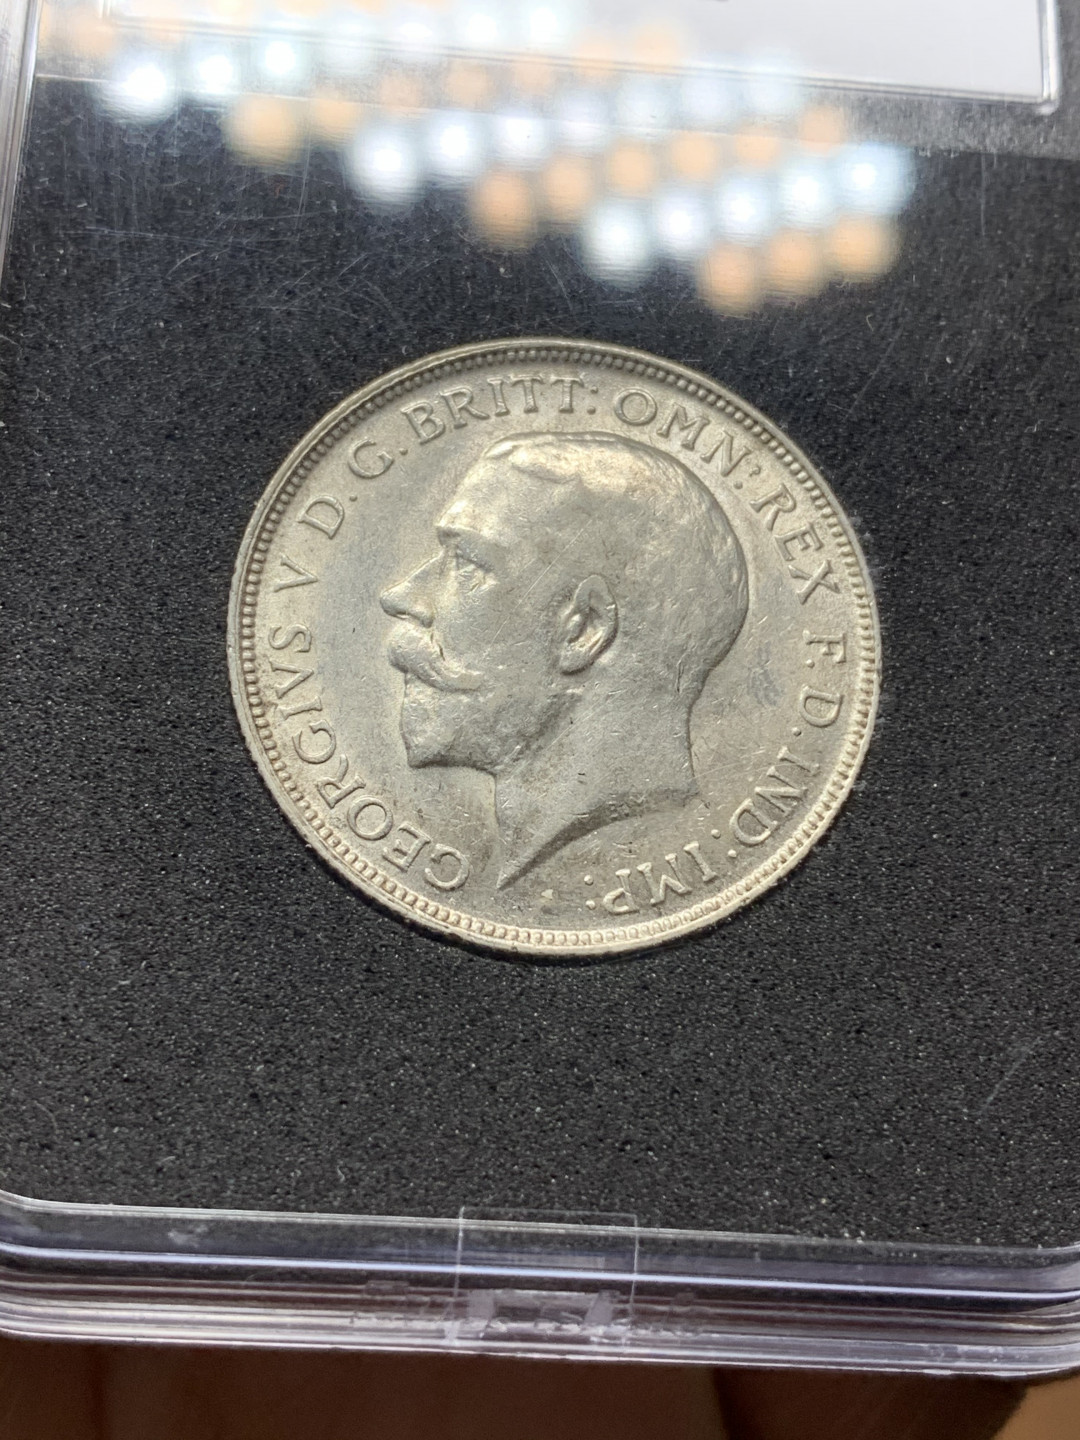 GEORGIVS V D.G. BRITT: OMN: REX F.D. IND: IMP: